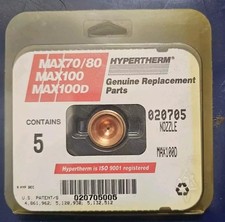 MAX70/80
MAX100
MAX100D
HYPERTHERM
Genuine Replacement
Parts
CONTAINS
5
020705
NOZZLE
MAX100D
Hypertherm is ISO 9001 registered
U.S. PATENT/S
020705005